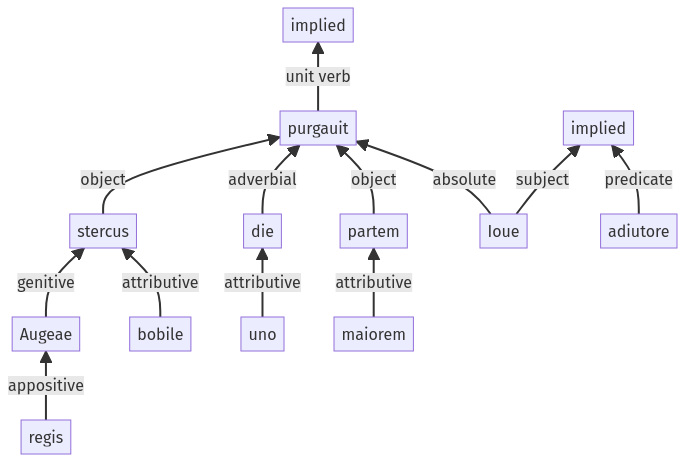 implied
unit verb
purgauit implied
object adverbial object absolute subject predicate
stercus die partem Ioue adiutore
genitive attributive attributive attributive
Augeae bobile uno maiorem
appositive
regis